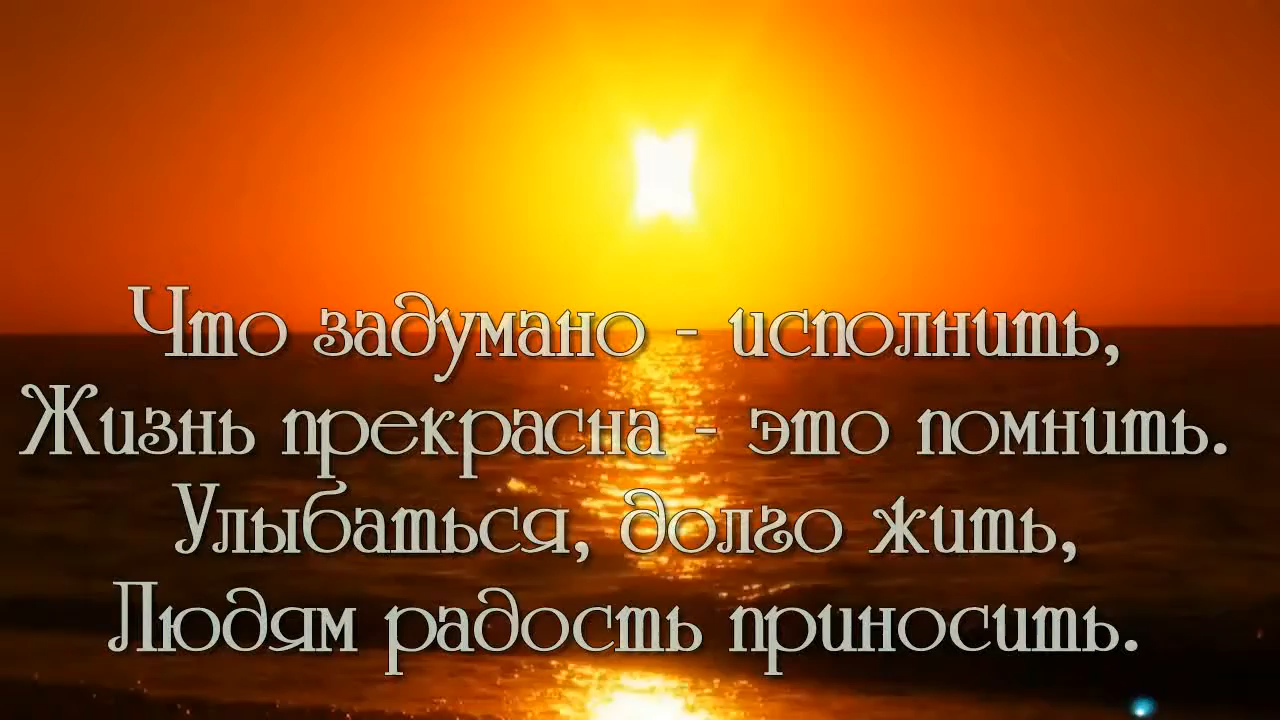 Что задумано - исполнить,
Жизнь прекрасна - это помнить.
Улыбаться, долго жить,
Людям радость приносить.